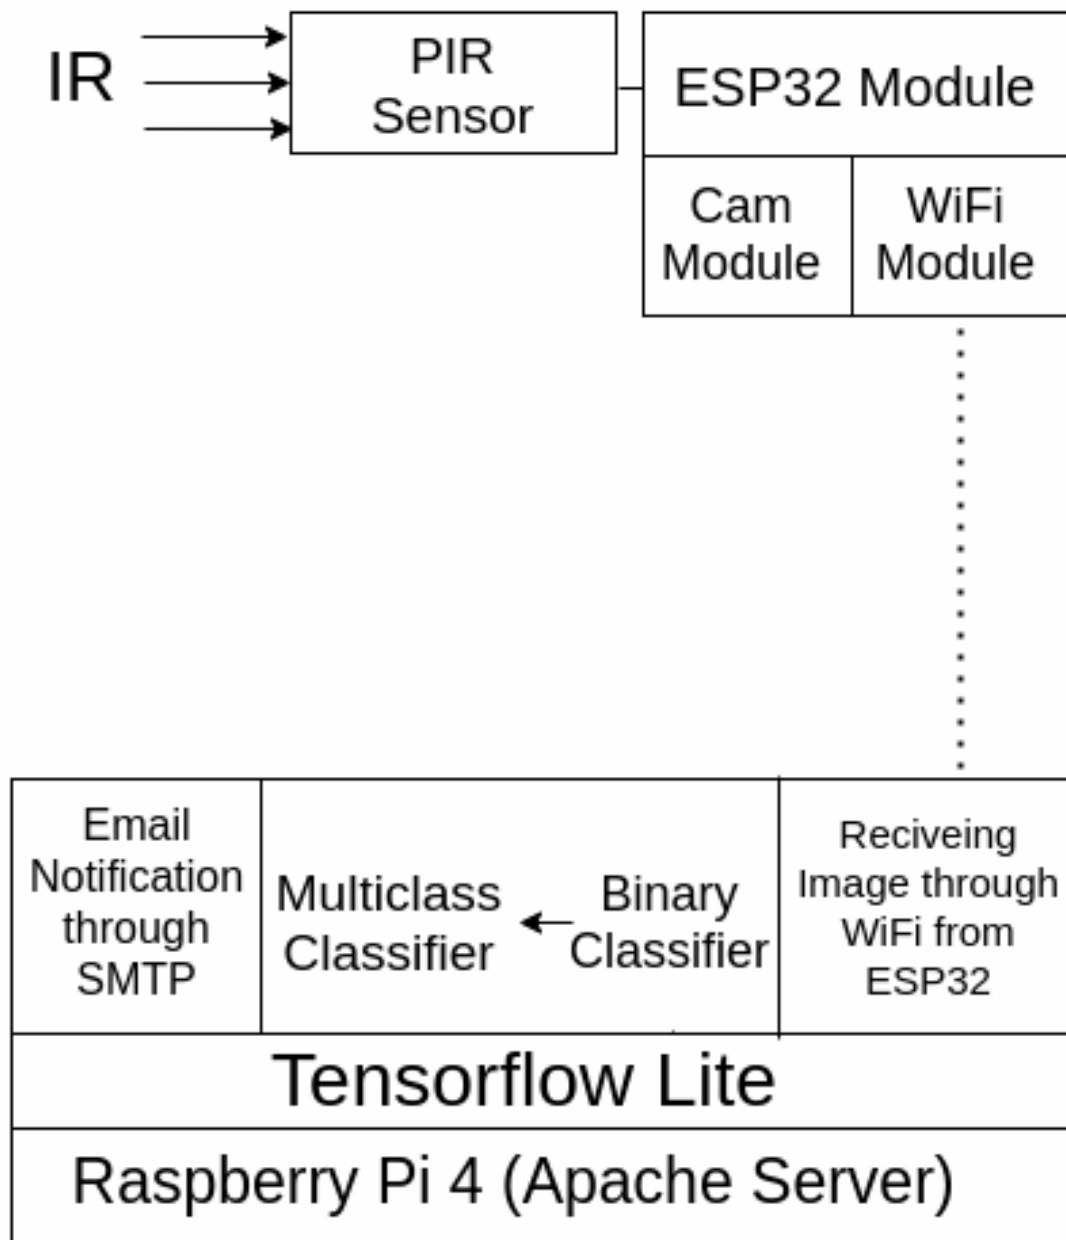 IR
PIR
Sensor
ESP32 Module
Cam
Module
WiFi
Module
Email
Notification
through
SMTP
Multiclass
Classifier
Binary
Classifier
Reciveing
Image through
WiFi from
ESP32
Tensorflow Lite
Raspberry Pi 4 (Apache Server)